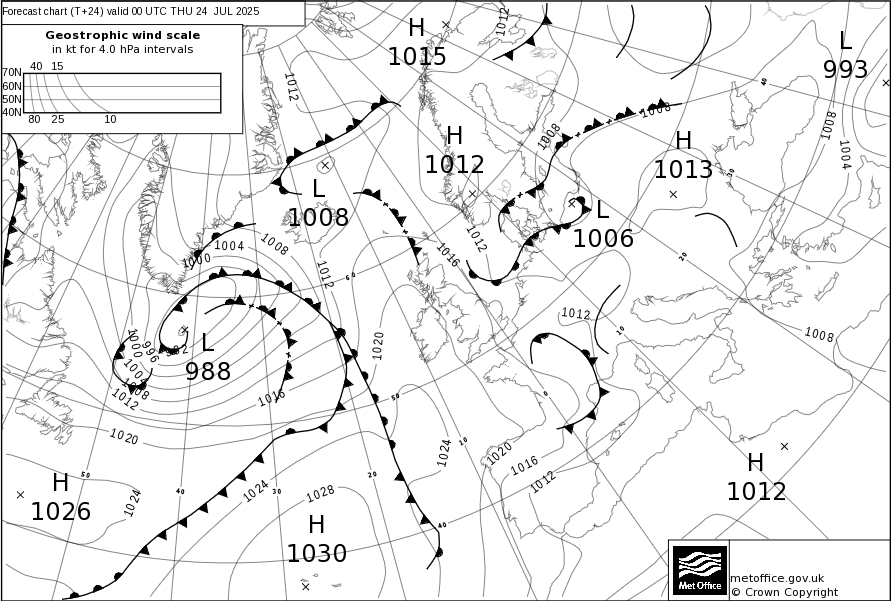 Forecast chart (T+24) valid 00 UTC THU 24 JUL 2025
Geostrophic wind scale
in kt for 4.0 hPa intervals
40 15
70N
60N
50N
40N
80 25 10
H
1015
1012
L
993
1012
40
1008
1008
1008
1004
H
1012
H
1013
30
L
1008
L
1006
1012
1016
20
1004
1008
1000
1012
60
1012
10
1008
1000
996
992
L
988
1020
1004
1008
1012
1016
50
0
1020
1024
10
1020
1016
1012
H
1026
50
40
30
20
1024
1024
1028
H
1030
40
H
1012
Met Office
metoffice.gov.uk
© Crown Copyright